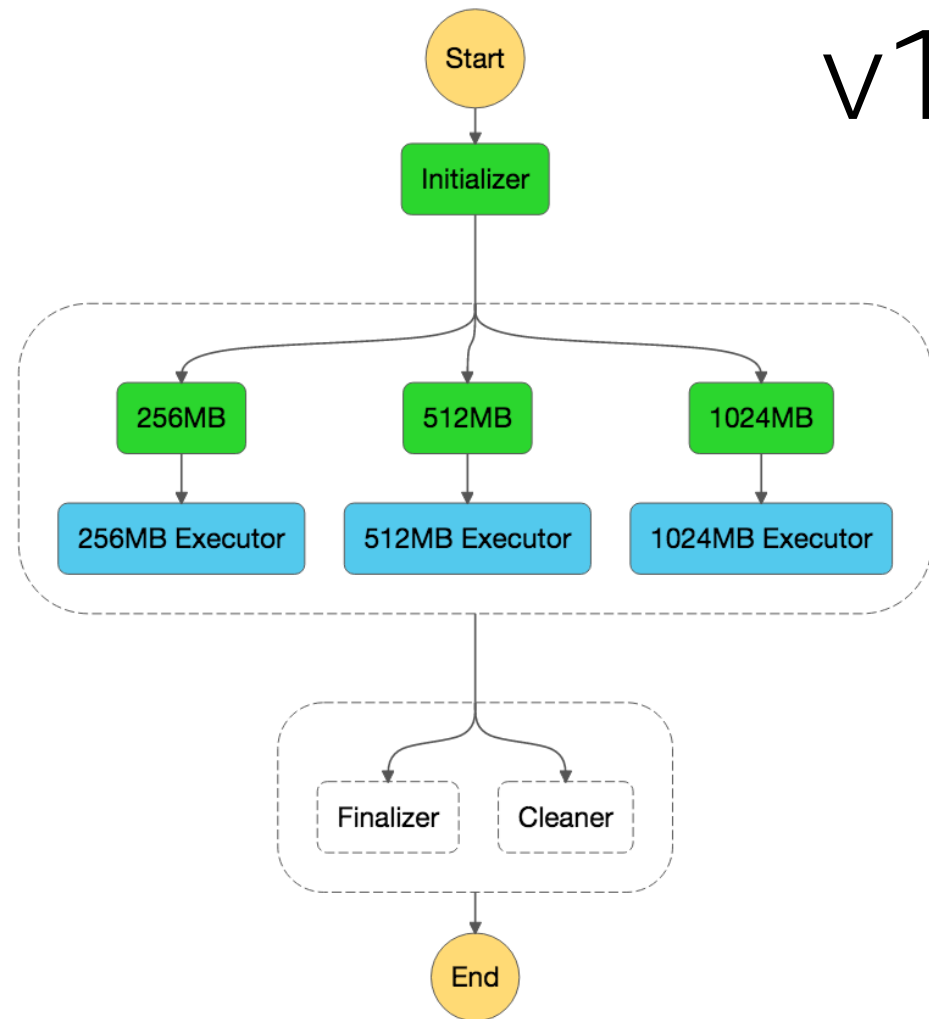 Start
v1
Initializer
256MB
512MB
1024MB
256MB Executor
512MB Executor
1024MB Executor
Finalizer
Cleaner
End